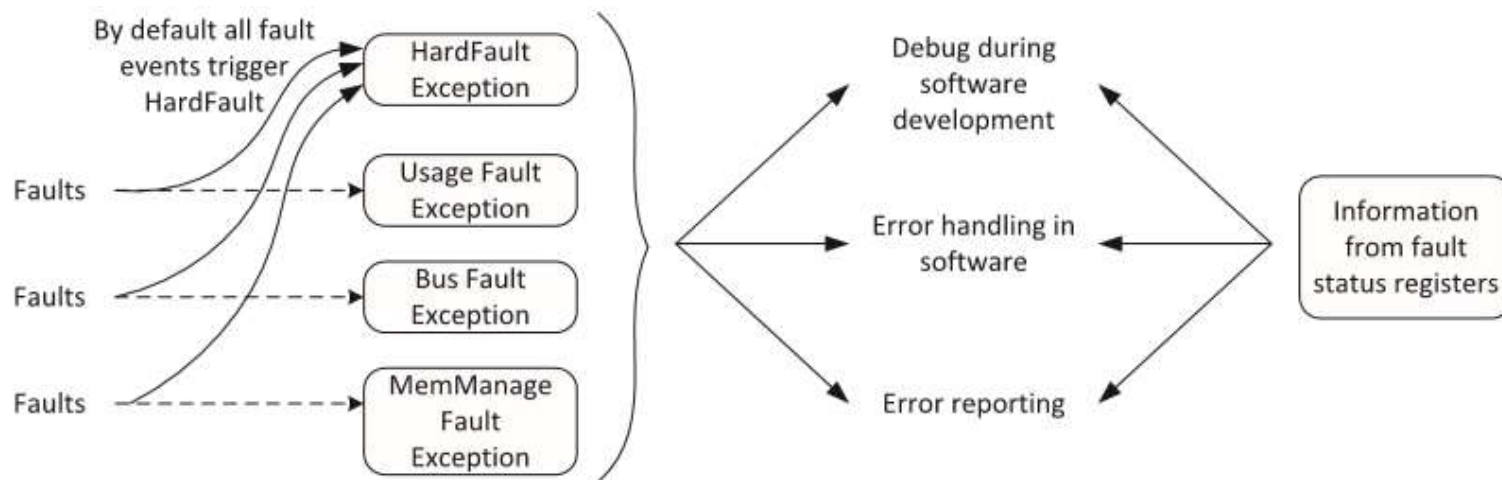 By default all fault
events trigger
HardFault
HardFault
Exception
Faults
Usage Fault
Exception
Faults
Bus Fault
Exception
Faults
MemManage
Fault
Exception
Debug during
software
development
Error handling in
software
Error reporting
Information
from fault
status registers